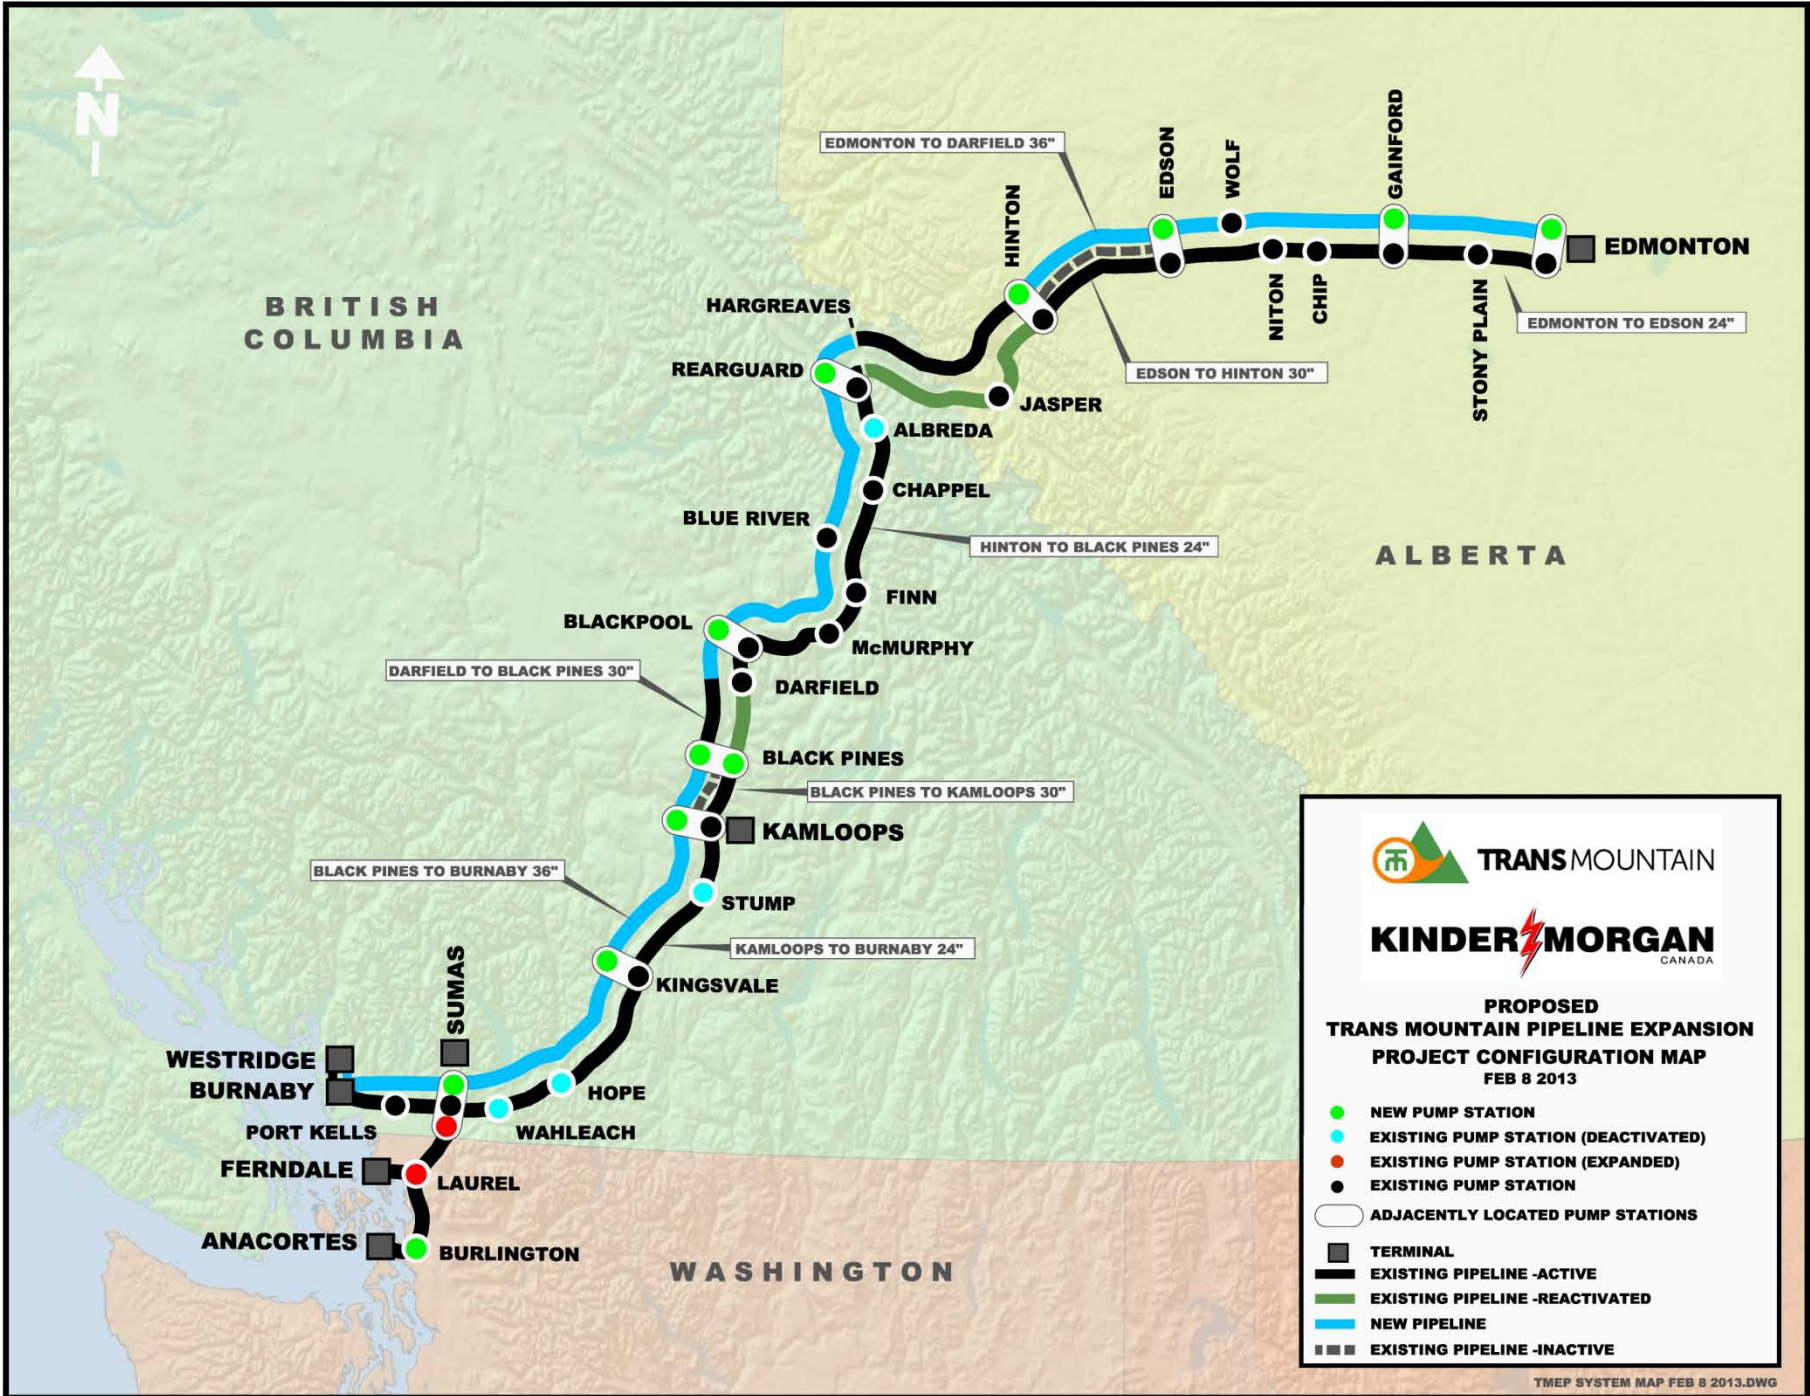 N
BRITISH
COLUMBIA
EDMONTON TO DARFIELD 36"
HINTON
EDSON
WOLF
GAINFORD
EDMONTON
NITON
CHIP
STONY PLAIN
EDMONTON TO EDSON 24"
EDSON TO HINTON 30"
HARGREAVES
REARGUARD
JASPER
ALBREDA
CHAPPEL
BLUE RIVER
HINTON TO BLACK PINES 24"
ALBERTA
FINN
BLACKPOOL
McMURPHY
DARFIELD TO BLACK PINES 30"
DARFIELD
BLACK PINES
BLACK PINES TO KAMLOOPS 30"
KAMLOOPS
BLACK PINES TO BURNABY 36"
STUMP
KAMLOOPS TO BURNABY 24"
KINGSVALE
SUMAS
WESTRIDGE
BURNABY
HOPE
PORT KELLS
WAHLEACH
FERNDALE
LAUREL
ANACORTES
BURLINGTON
WASHINGTON
TRANSMOUNTAIN
KINDER MORGAN
CANADA
PROPOSED
TRANS MOUNTAIN PIPELINE EXPANSION
PROJECT CONFIGURATION MAP
FEB 8 2013
NEW PUMP STATION
EXISTING PUMP STATION (DEACTIVATED)
EXISTING PUMP STATION (EXPANDED)
EXISTING PUMP STATION
ADJACENTLY LOCATED PUMP STATIONS
TERMINAL
EXISTING PIPELINE -ACTIVE
EXISTING PIPELINE -REACTIVATED
NEW PIPELINE
EXISTING PIPELINE -INACTIVE
TMEP SYSTEM MAP FEB 8 2013.DWG